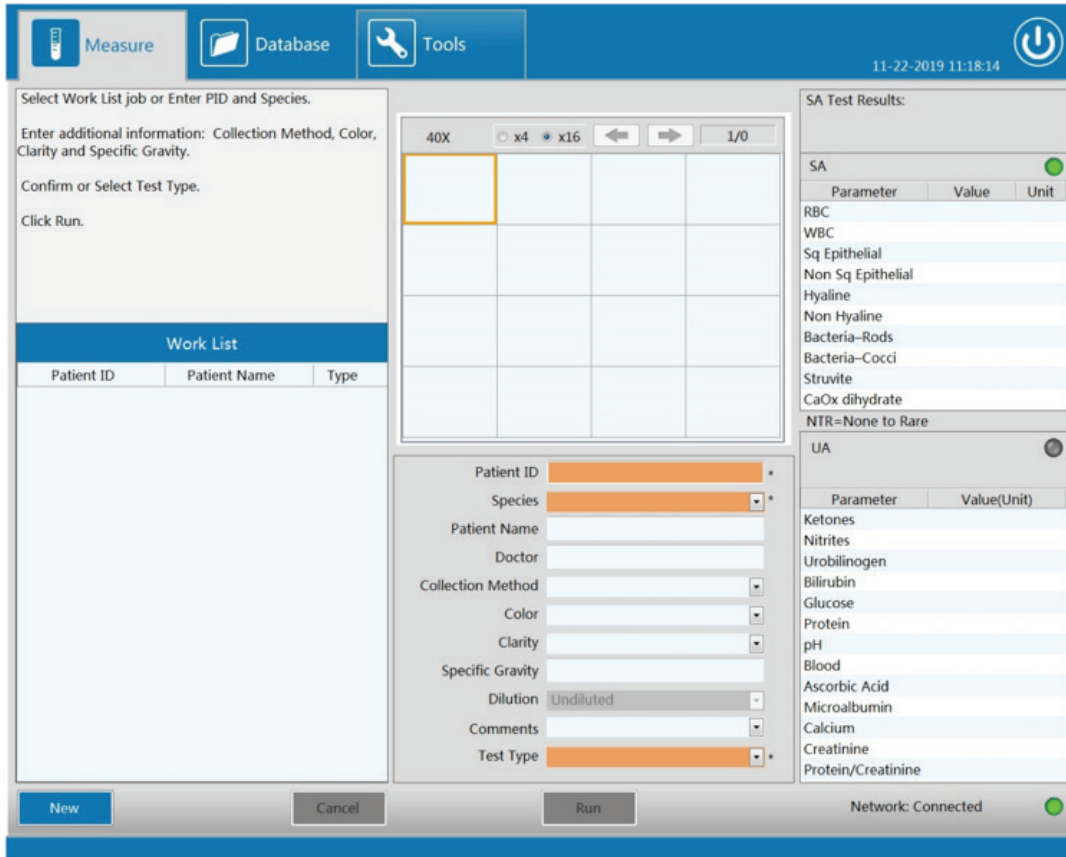 Measure
Database
Tools
11-22-2019 11:18:14
Select Work List job or Enter PID and Species.
Enter additional information: Collection Method, Color,
Clarity and Specific Gravity.
Confirm or Select Test Type.
Click Run.
Work List
Patient ID Patient Name Type
40X x4 x16 1/0
Patient ID *
Species *
Patient Name
Doctor
Collection Method
Color
Clarity
Specific Gravity
Dilution Undiluted
Comments
Test Type *
SA Test Results:
SA
Parameter Value Unit
RBC
WBC
Sq Epithelial
Non Sq Epithelial
Hyaline
Non Hyaline
Bacteria–Rods
Bacteria–Cocci
Struvite
CaOx dihydrate
NTR=None to Rare
UA
Parameter Value(Unit)
Ketones
Nitrites
Urobilinogen
Bilirubin
Glucose
Protein
pH
Blood
Ascorbic Acid
Microalbumin
Calcium
Creatinine
Protein/Creatinine
New
Cancel
Run
Network: Connected